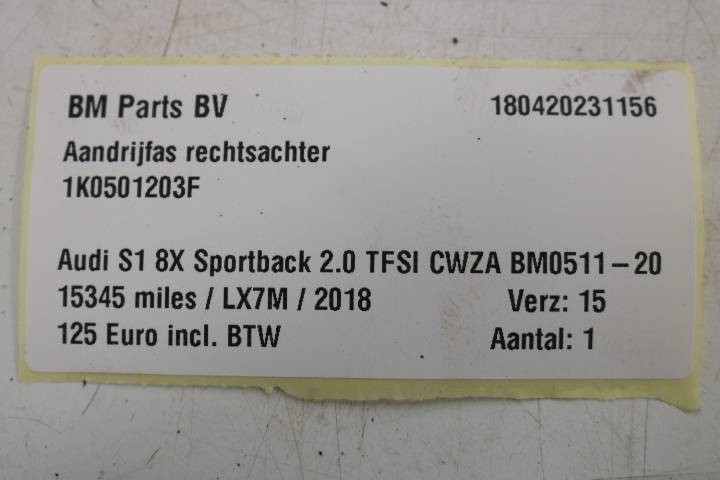 BM Parts BV 180420231156
Aandrijfas rechtsachter
1K0501203F
Audi S1 8X Sportback 2.0 TFSI CWZA BM0511-20
15345 miles / LX7M / 2018 Verz: 15
125 Euro incl. BTW Aantal: 1